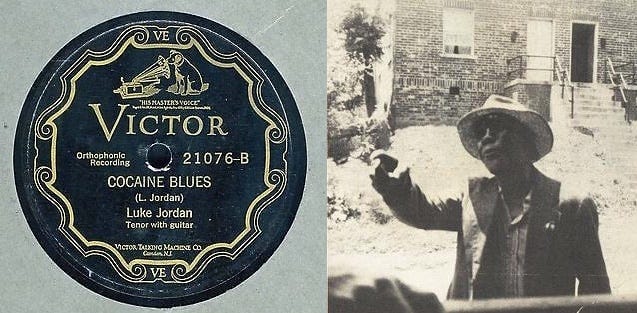 VE
"HIS MASTER'S VOICE"
VICTOR
Orthophonic
Recording
21076-B
COCAINE BLUES
(L. Jordan)
Luke Jordan
Tenor with guitar
VICTOR TALKING MACHINE CO.
Camden, N.J.
VE